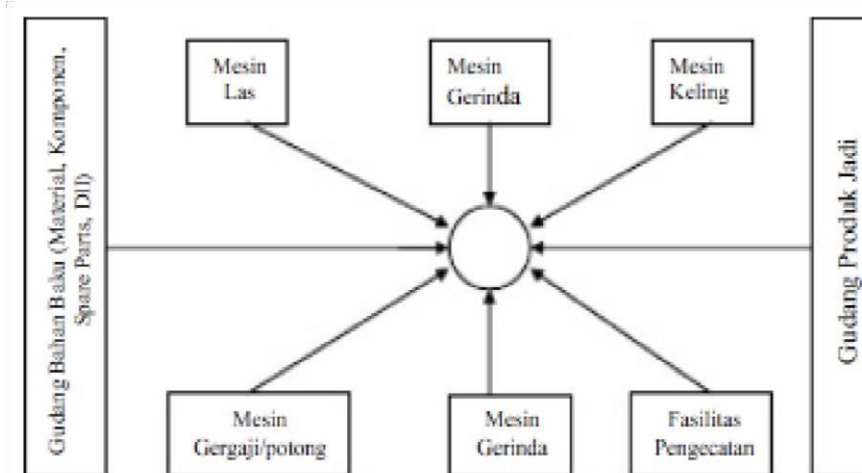 Gudang Bahan Baku (Material, Komponen,
Spare Parts, Dll)
Mesin
Las
Mesin
Gerinda
Mesin
Keling
Mesin
Gergaji/potong
Mesin
Gerinda
Fasilitas
Pengecatan
Gudang Produk Jadi